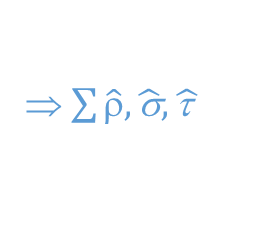 ⇒ ∑ ρ̂, σ̂, τ̂